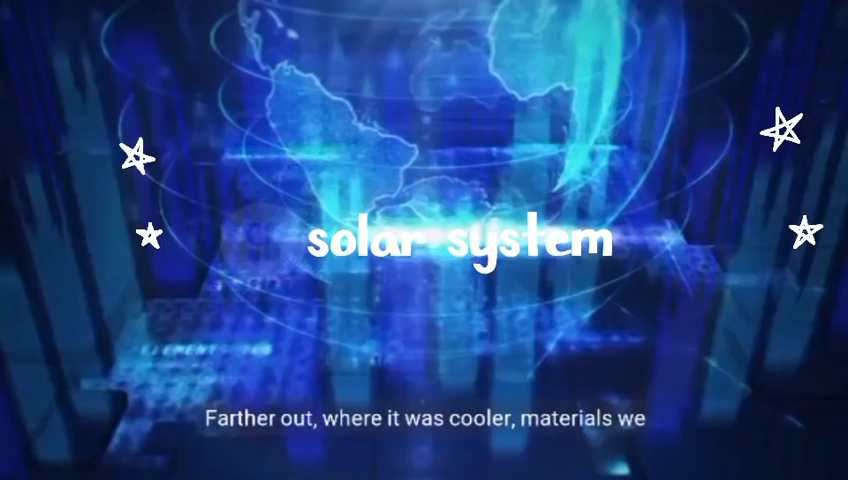 solar system
Farther out, where it was cooler, materials we